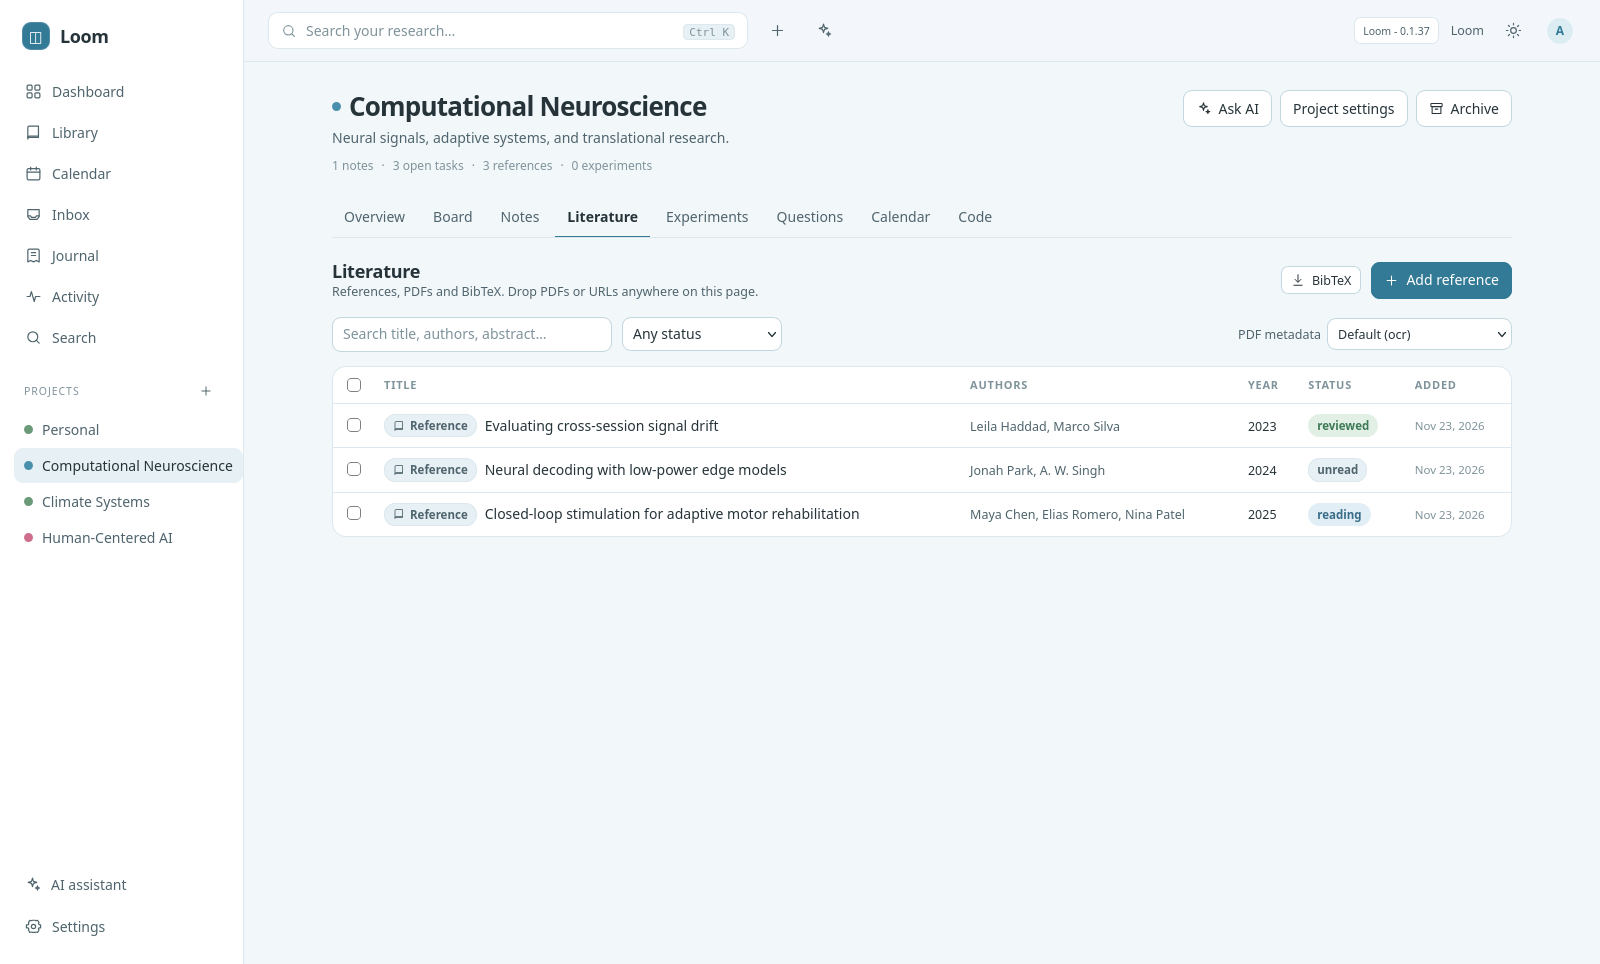 Loom
Dashboard
Library
Calendar
Inbox
Journal
Activity
Search
PROJECTS
Personal
Computational Neuroscience
Climate Systems
Human-Centered AI
AI assistant
Settings
Search your research... Ctrl K
Loom - 0.1.37 Loom A
Computational Neuroscience
Ask AI Project settings Archive
Neural signals, adaptive systems, and translational research.
1 notes · 3 open tasks · 3 references · 0 experiments
Overview Board Notes Literature Experiments Questions Calendar Code
Literature
References, PDFs and BibTeX. Drop PDFs or URLs anywhere on this page.
BibTeX Add reference
Search title, authors, abstract... Any status PDF metadata Default (ocr)
TITLE AUTHORS YEAR STATUS ADDED
Reference Evaluating cross-session signal drift Leila Haddad, Marco Silva 2023 reviewed Nov 23, 2026
Reference Neural decoding with low-power edge models Jonah Park, A. W. Singh 2024 unread Nov 23, 2026
Reference Closed-loop stimulation for adaptive motor rehabilitation Maya Chen, Elias Romero, Nina Patel 2025 reading Nov 23, 2026